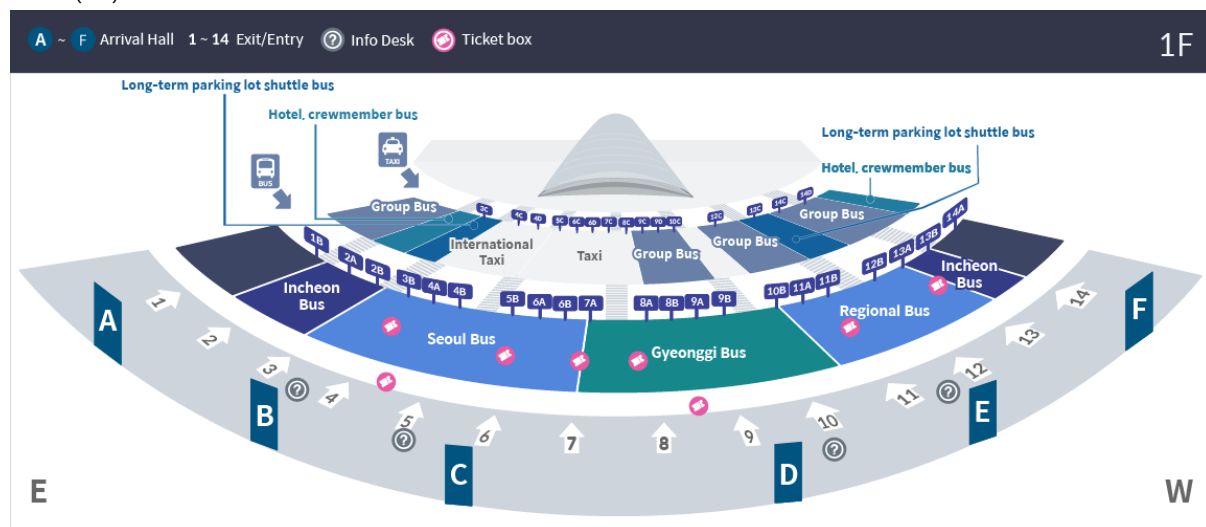 A ~ F Arrival Hall 1 ~ 14 Exit/Entry Info Desk Ticket box
1F
Long-term parking lot shuttle bus
Hotel, crewmember bus
BUS
TAXI
Long-term parking lot shuttle bus
Hotel, crewmember bus
Group Bus
3C 4C 4D 5C 6C 6D 7C 8C 9C 9D 10C 12C 13C 14C 14D
International
Taxi
Taxi
Group Bus
Group Bus
Group Bus
1B 2A 2B 3B 4A 4B 5B 6A 6B 7A 8A 8B 9A 9B 10B 11A 11B 12B 13A 13B 14A
Incheon
Bus
Seoul Bus
Gyeonggi Bus
Regional Bus
Incheon
Bus
1 2 3 4 5 6 7 8 9 10 11 12 13 14
A
B
C
D
E
F
E
W